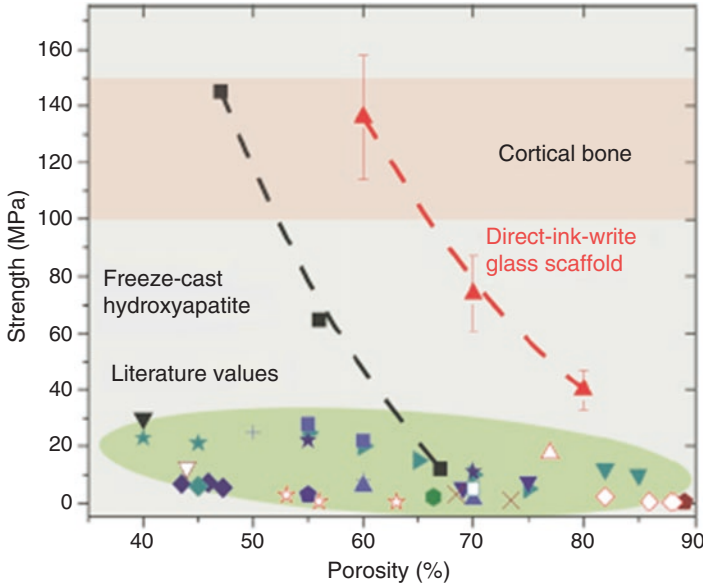 160
140
120
100
80
60
40
20
0
Strength (MPa)
Cortical bone
Direct-ink-write
glass scaffold
Freeze-cast
hydroxyapatite
Literature values
40
50
60
70
80
90
Porosity (%)